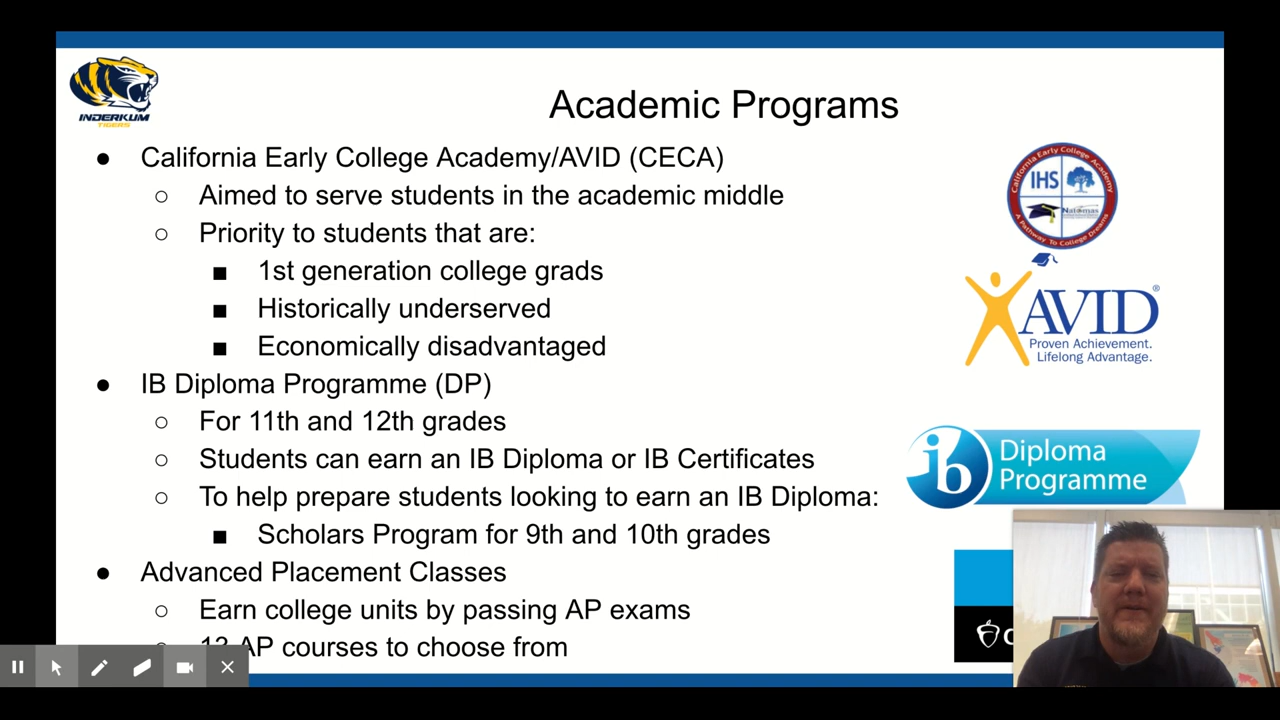 INDERKUM
TIGERS
Academic Programs
● California Early College Academy/AVID (CECA)
○ Aimed to serve students in the academic middle
○ Priority to students that are:
■ 1st generation college grads
■ Historically underserved
■ Economically disadvantaged
● IB Diploma Programme (DP)
○ For 11th and 12th grades
○ Students can earn an IB Diploma or IB Certificates
○ To help prepare students looking to earn an IB Diploma:
■ Scholars Program for 9th and 10th grades
● Advanced Placement Classes
○ Earn college units by passing AP exams
AP courses to choose from
California Early College Academy
IHS
Natomas
A Pathway To College Dreams
AVID®
Proven Achievement.
Lifelong Advantage.
ib
Diploma
Programme